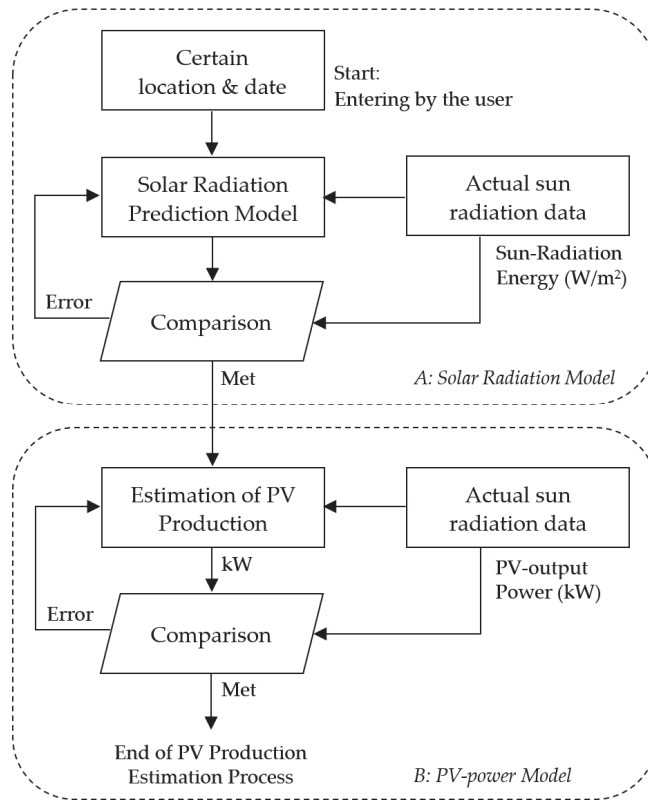 Certain
location & date
Start:
Entering by the user
Solar Radiation
Prediction Model
Actual sun
radiation data
Sun-Radiation
Energy (W/m²)
Error
Comparison
Met
A: Solar Radiation Model
Estimation of PV
Production
Actual sun
radiation data
kW
PV-output
Power (kW)
Error
Comparison
Met
End of PV Production
Estimation Process
B: PV-power Model